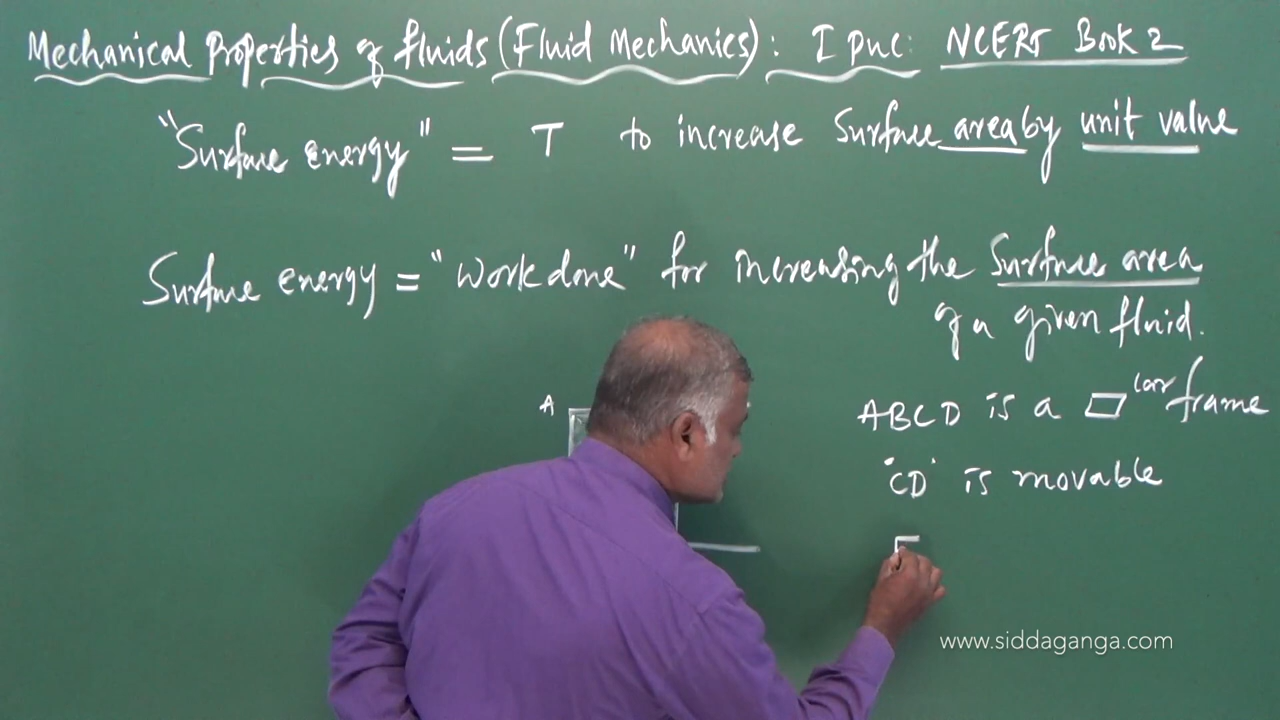 Mechanical Properties of fluids (Fluid Mechanics): I PUC: NCERT Book 2
"Surface energy" = T to increase Surface area by unit value
Surface energy = "Work done" for increasing the Surface area
of a given fluid.
A
ABCD is a ▱ lar frame
'CD' is movable
www.siddaganga.com